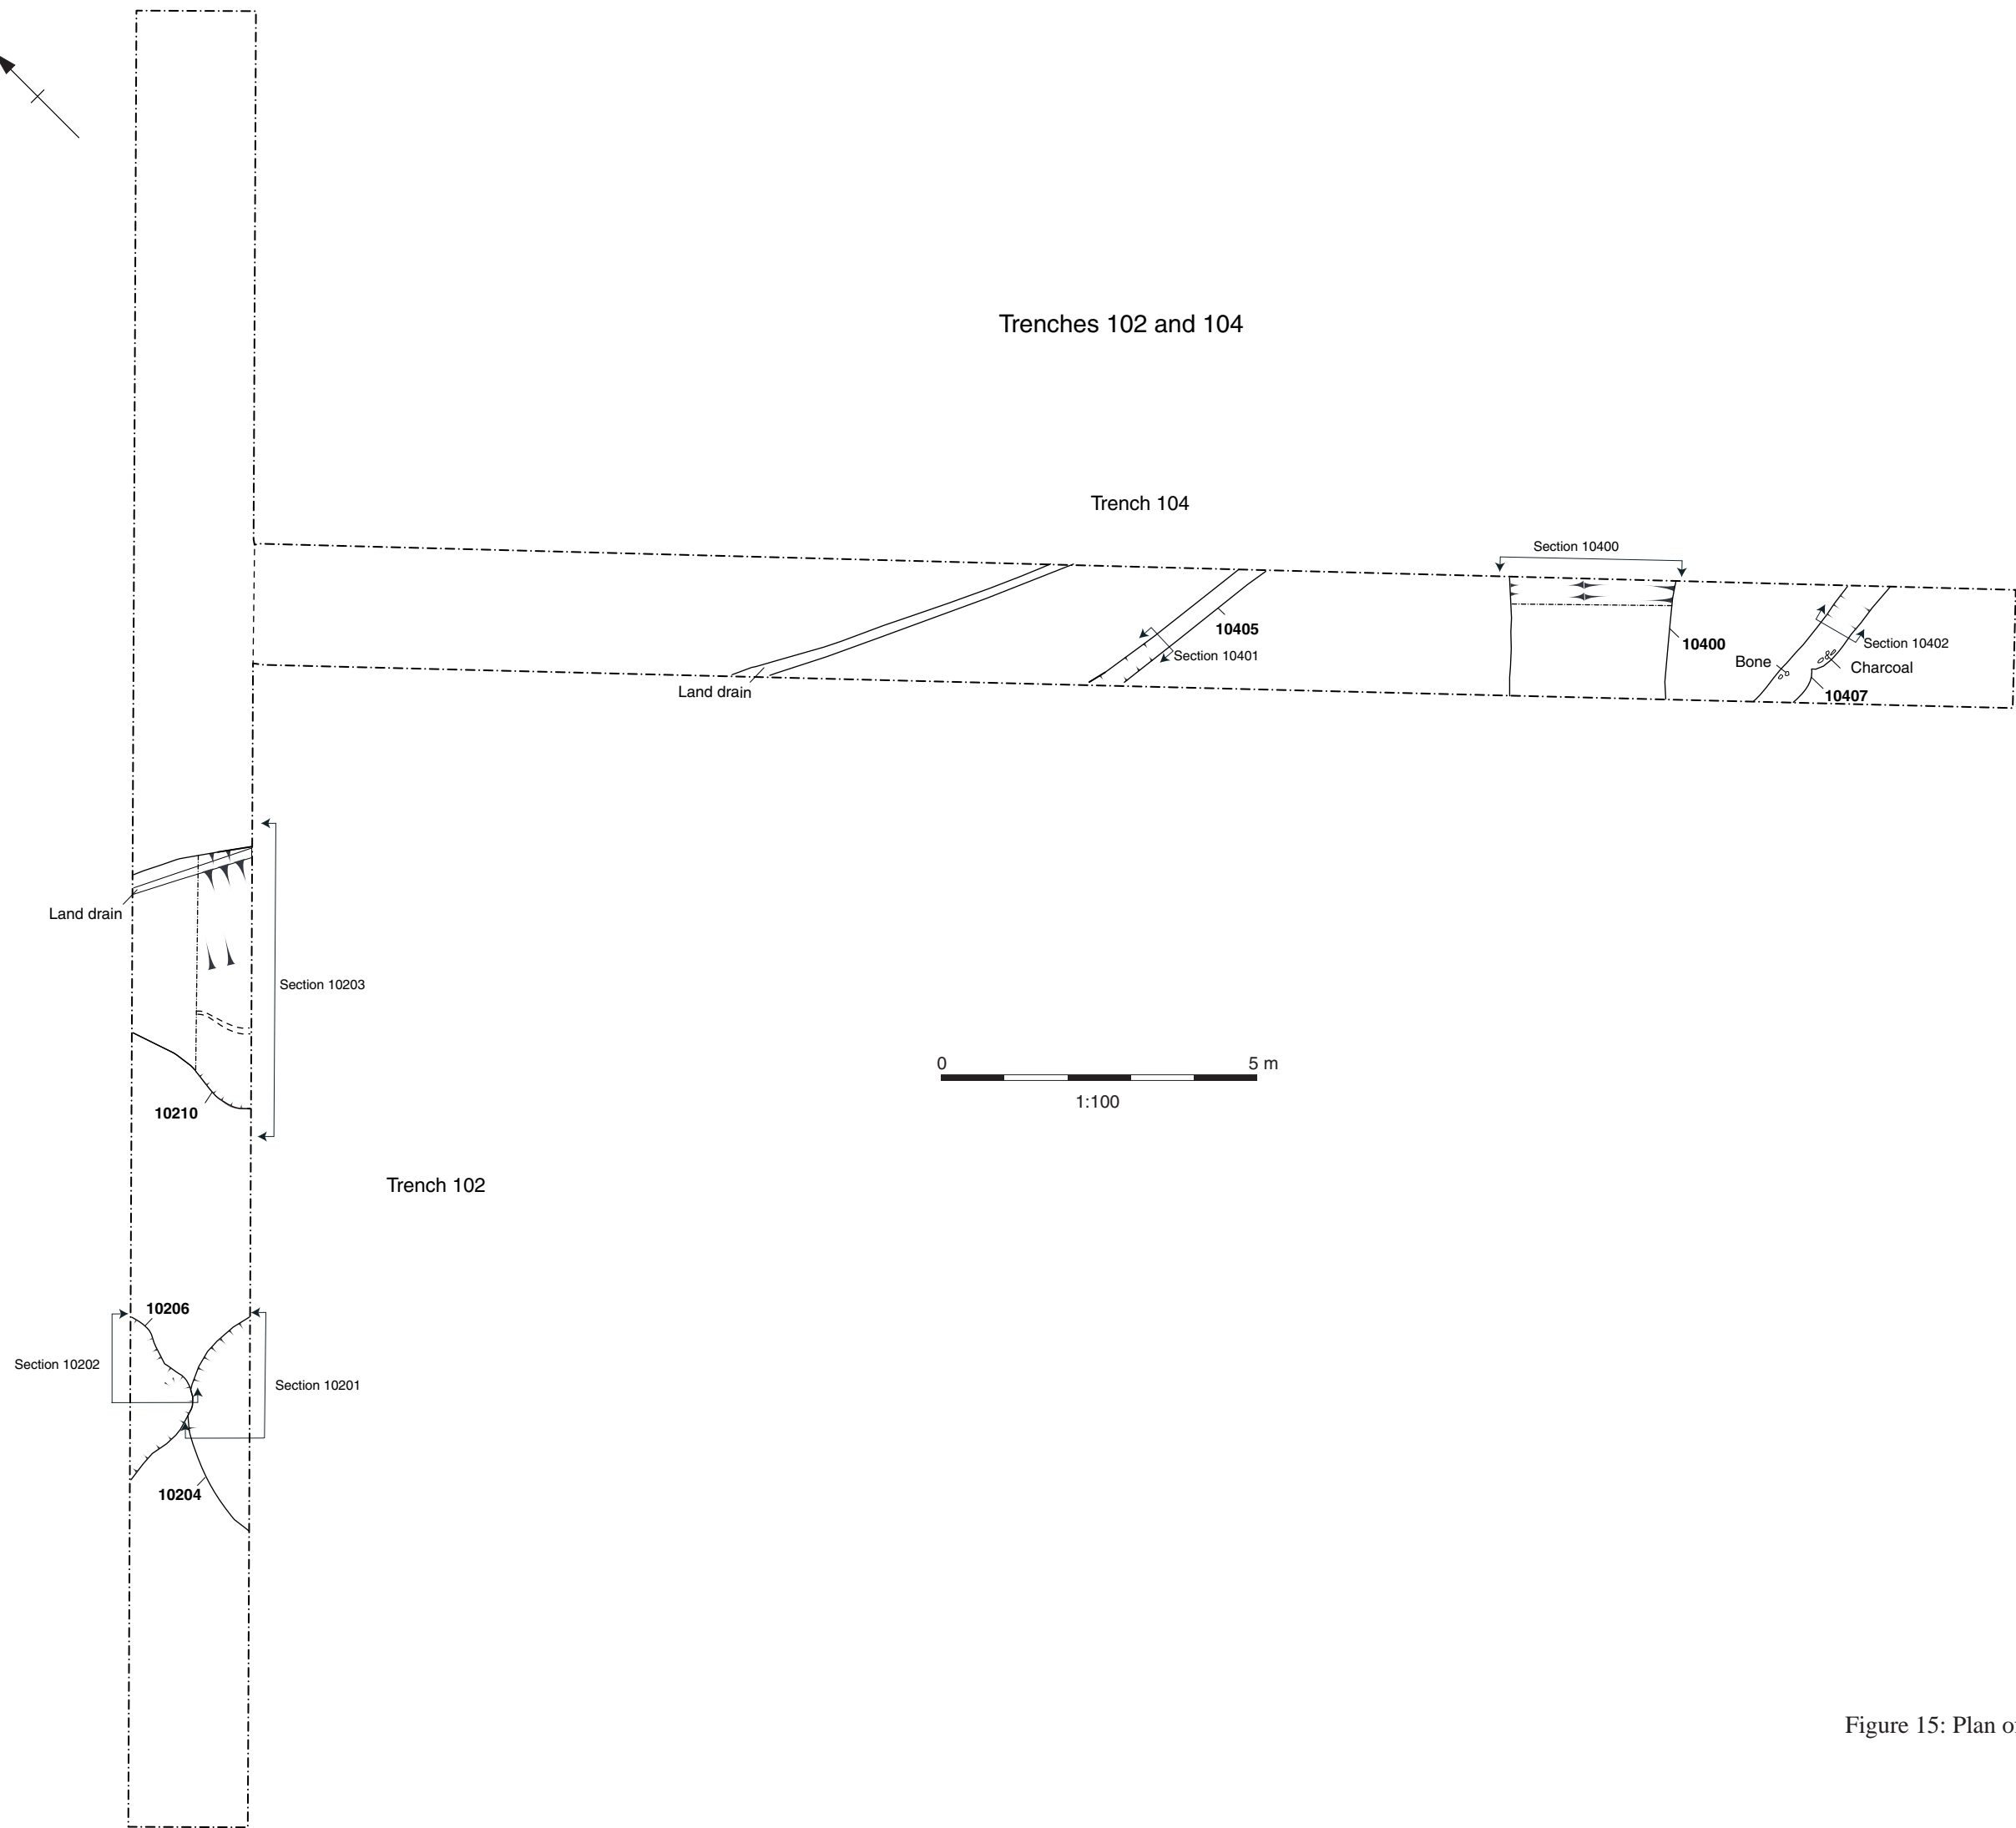 Trenches 102 and 104
Trench 104
Section 10400
10405
Section 10401
10400
Section 10402
Bone
Charcoal
10407
Land drain
Land drain
Section 10203
0 5 m
1:100
10210
Trench 102
10206
Section 10202
Section 10201
10204
Figure 15: Plan